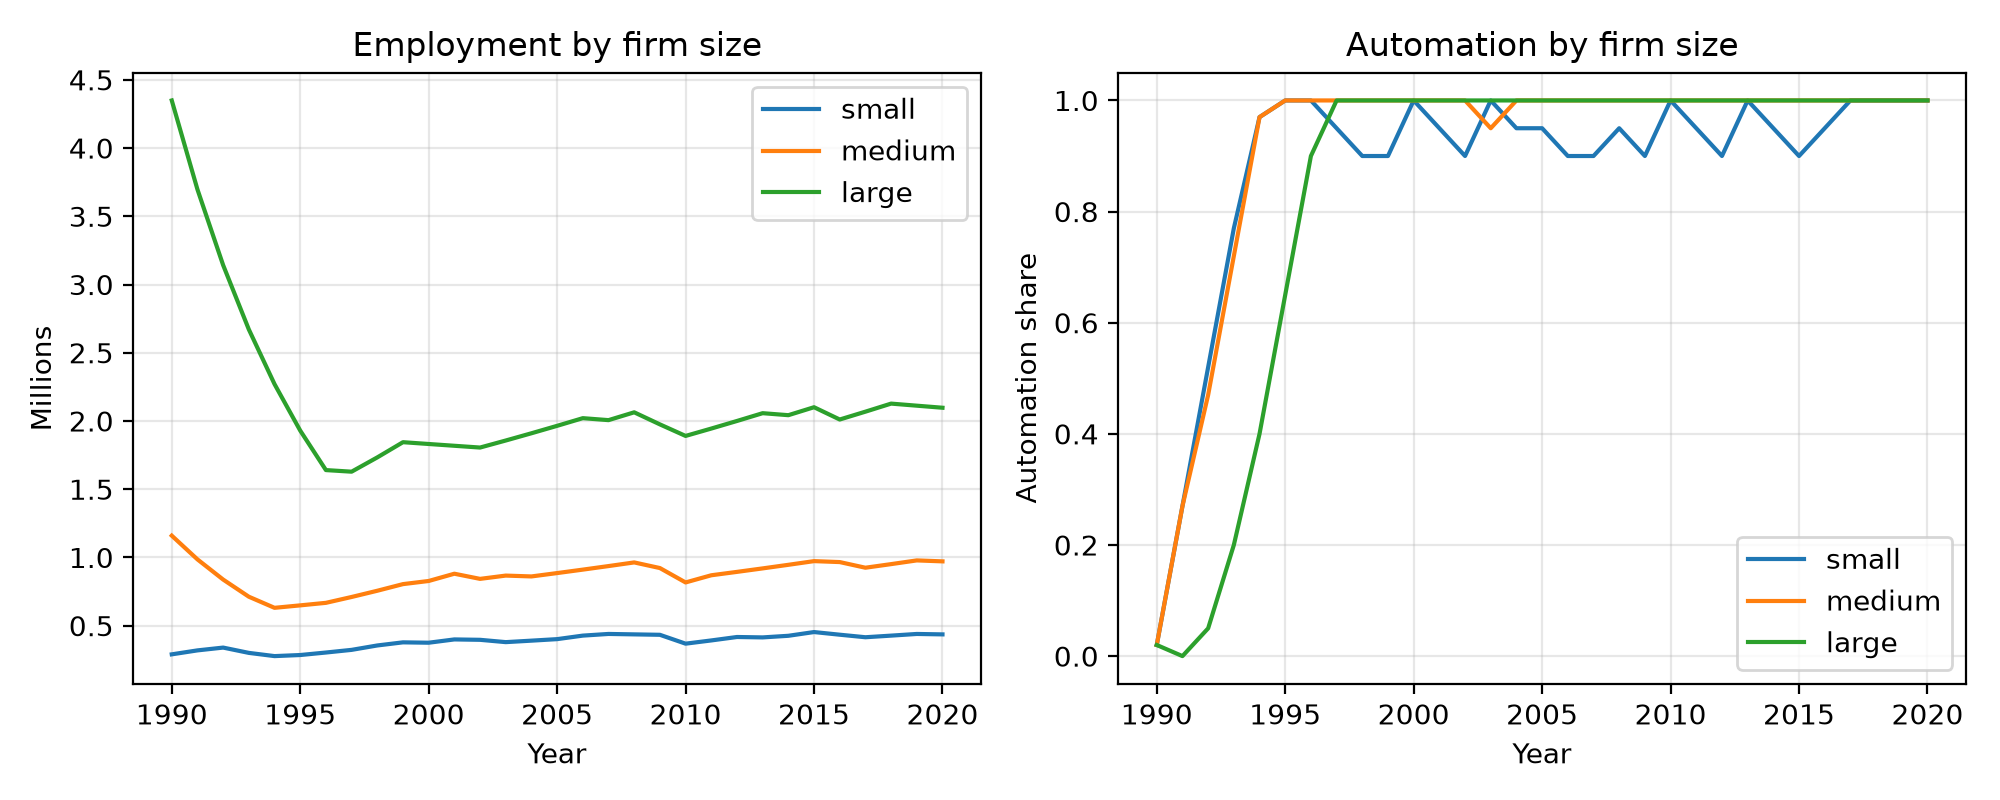 Employment by firm size
4.5
4.0
3.5
3.0
2.5
2.0
1.5
1.0
0.5
Millions
small
medium
large
1990 1995 2000 2005 2010 2015 2020
Year
Automation by firm size
1.0
0.8
0.6
0.4
0.2
0.0
Automation share
small
medium
large
1990 1995 2000 2005 2010 2015 2020
Year